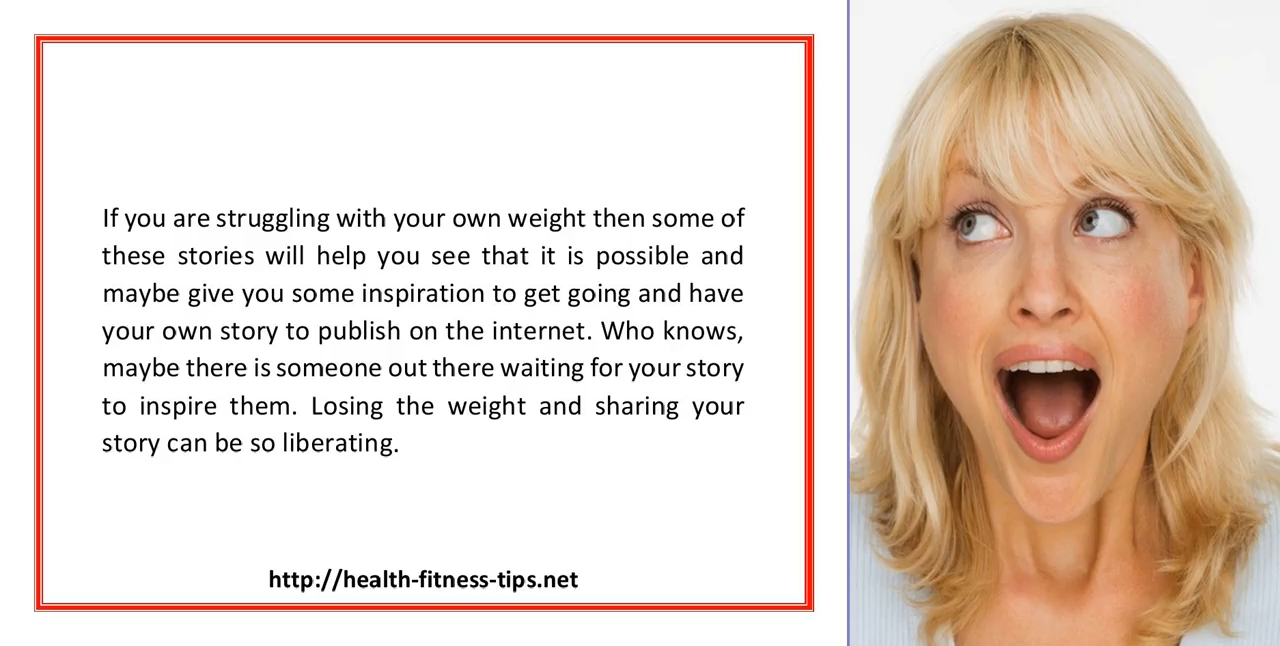 If you are struggling with your own weight then some of
these stories will help you see that it is possible and
maybe give you some inspiration to get going and have
your own story to publish on the internet. Who knows,
maybe there is someone out there waiting for your story
to inspire them. Losing the weight and sharing your
story can be so liberating.
http://health-fitness-tips.net